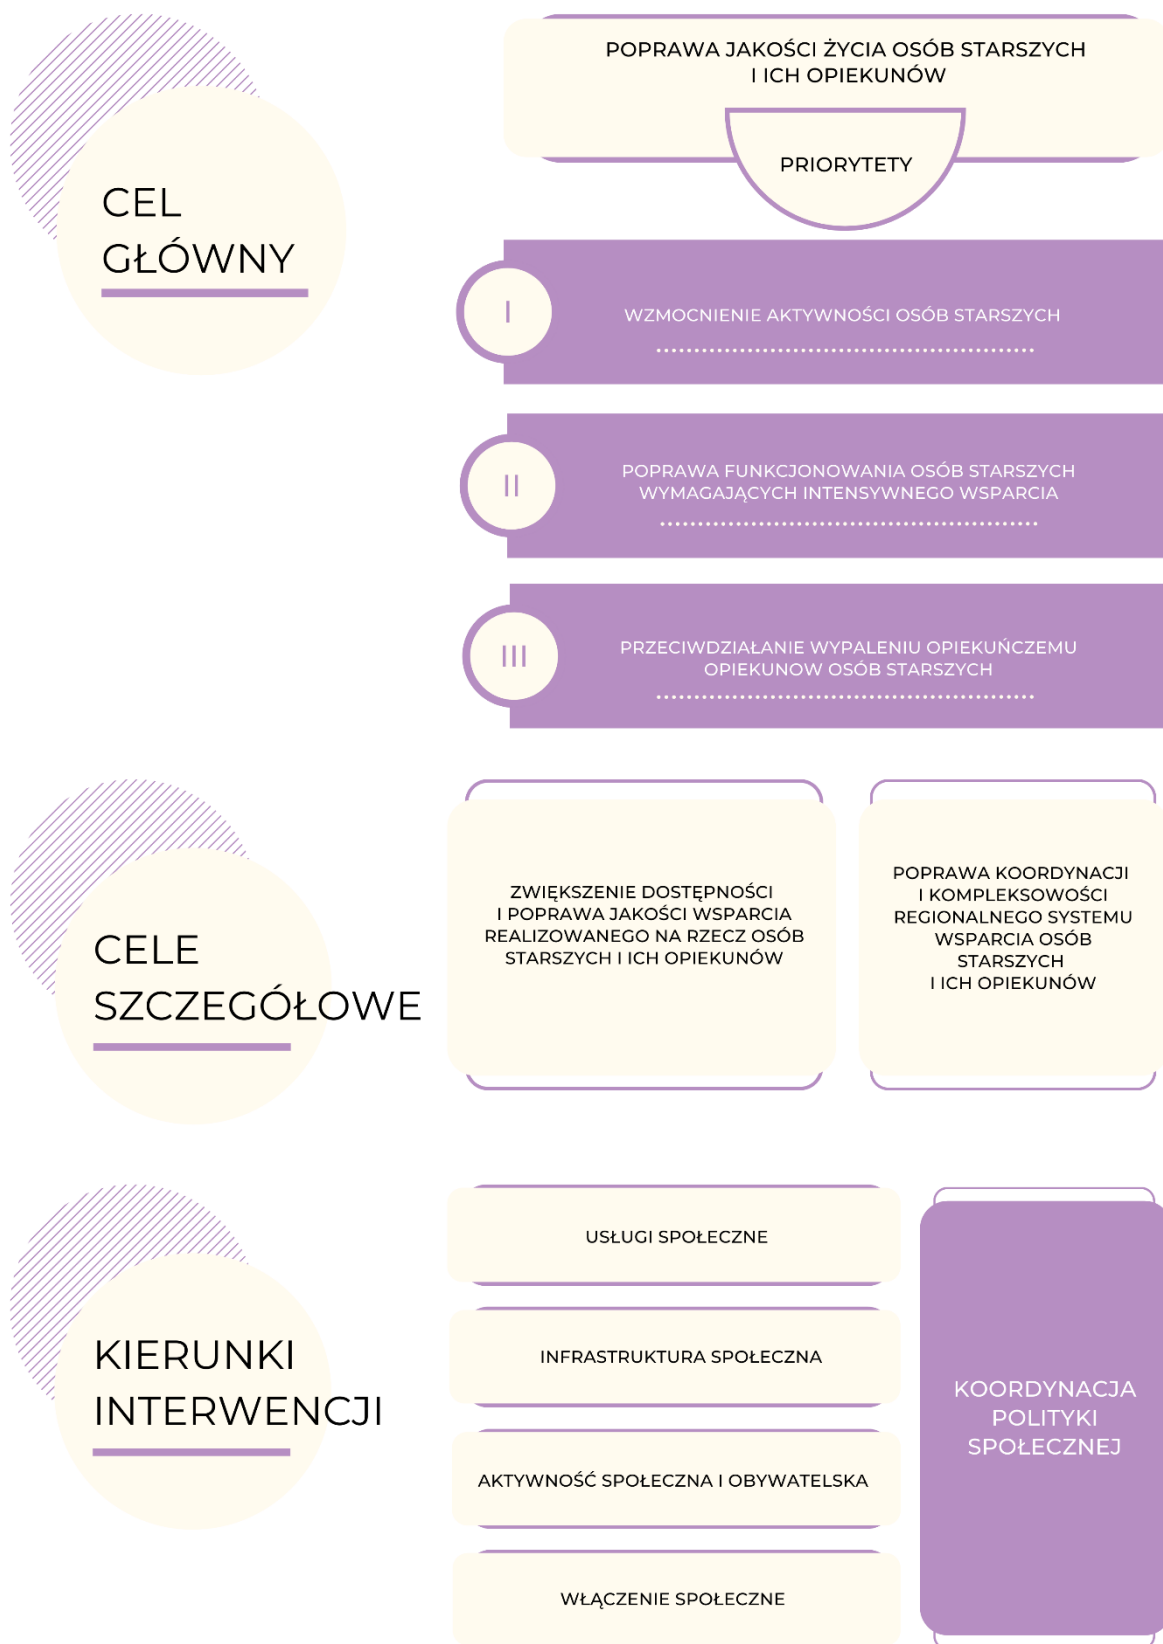 CEL
GŁÓWNY
POPRAWA JAKOŚCI ŻYCIA OSÓB STARSZYCH
I ICH OPIEKUNÓW
PRIORYTETY
I
WZMOCNIENIE AKTYWNOŚCI OSÓB STARSZYCH
II
POPRAWA FUNKCJONOWANIA OSÓB STARSZYCH
WYMAGAJĄCYCH INTENSYWNEGO WSPARCIA
III
PRZECIWDZIAŁANIE WYPALENIU OPIEKUŃCZEMU
OPIEKUNOW OSÓB STARSZYCH
CELE
SZCZEGÓŁOWE
ZWIĘKSZENIE DOSTĘPNOŚCI
I POPRAWA JAKOŚCI WSPARCIA
REALIZOWANEGO NA RZECZ OSÓB
STARSZYCH I ICH OPIEKUNÓW
POPRAWA KOORDYNACJI
I KOMPLEKSOWOŚCI
REGIONALNEGO SYSTEMU
WSPARCIA OSÓB
STARSZYCH
I ICH OPIEKUNÓW
KIERUNKI
INTERWENCJI
USŁUGI SPOŁECZNE
INFRASTRUKTURA SPOŁECZNA
AKTYWNOŚĆ SPOŁECZNA I OBYWATELSKA
WŁĄCZENIE SPOŁECZNE
KOORDYNACJA
POLITYKI
SPOŁECZNEJ